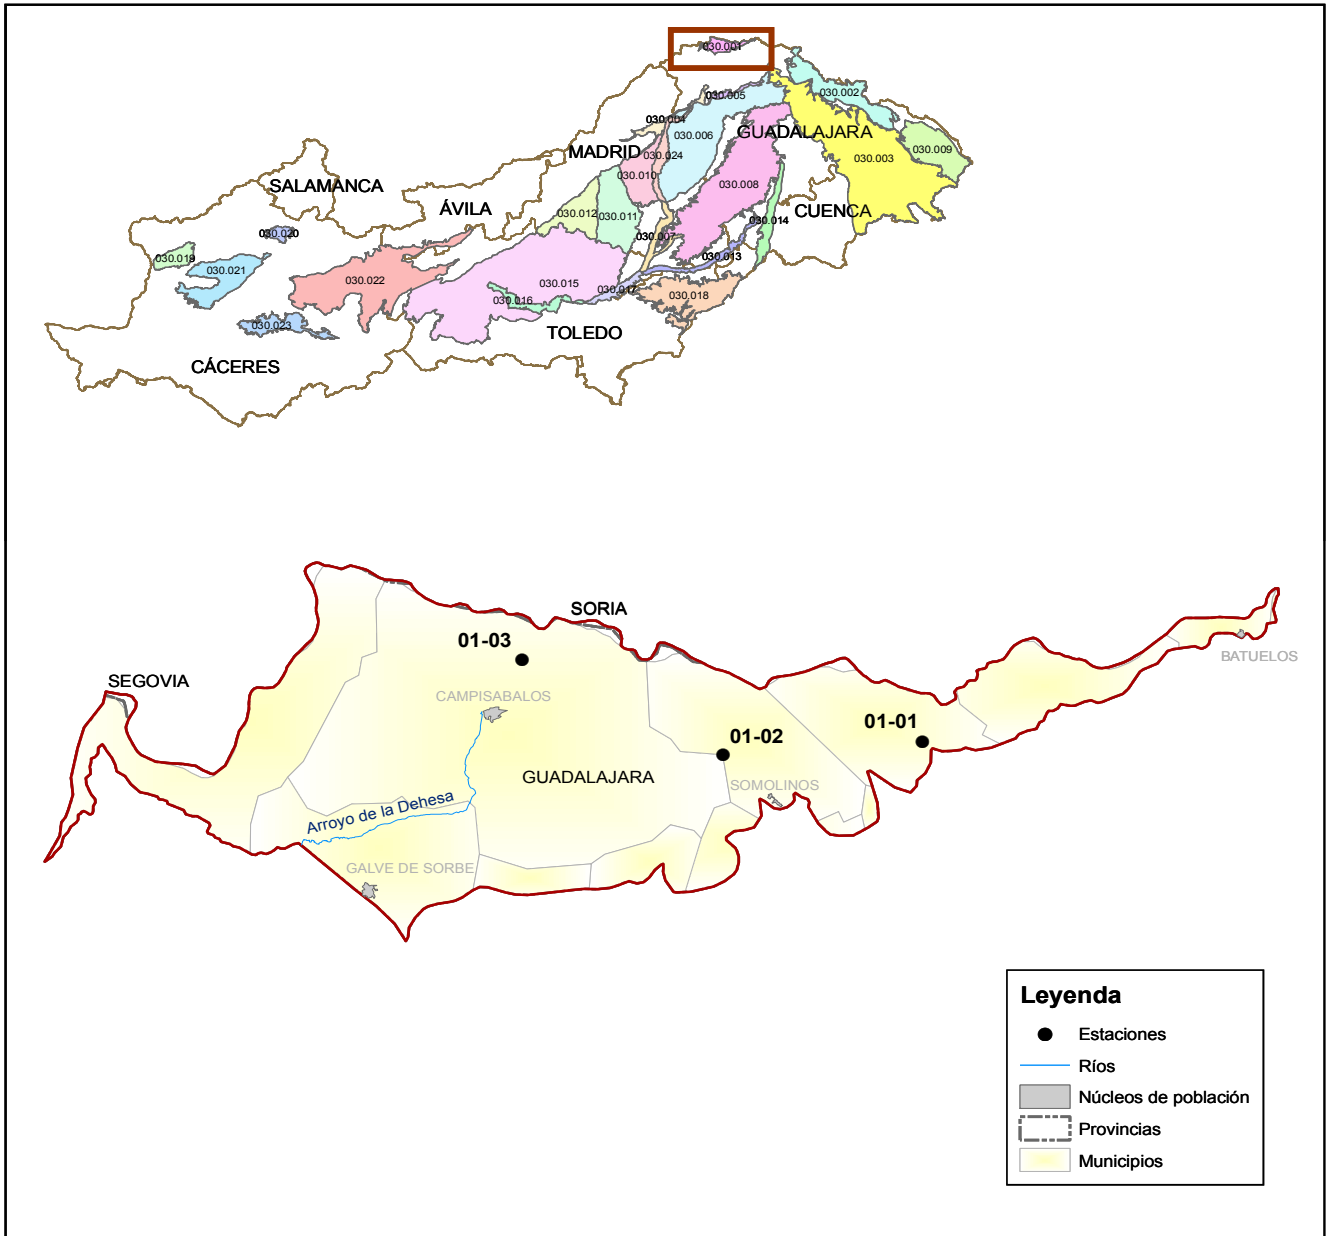 030.001
030.002
030.005
030.004
030.006
GUADALAJARA
030.009
MADRID
030.024
030.003
030.010
SALAMANCA
030.008
ÁVILA
030.012
030.011
CUENCA
030.014
030.020
030.007
030.019
030.013
030.021
030.022
030.015
030.017
030.018
030.016
030.023
TOLEDO
CÁCERES
SORIA
01-03
BATUELOS
SEGOVIA
CAMPISABALOS
01-01
01-02
GUADALAJARA
SOMOLINOS
Arroyo de la Dehesa
GALVE DE SORBE
Leyenda
Estaciones
Ríos
Núcleos de población
Provincias
Municipios